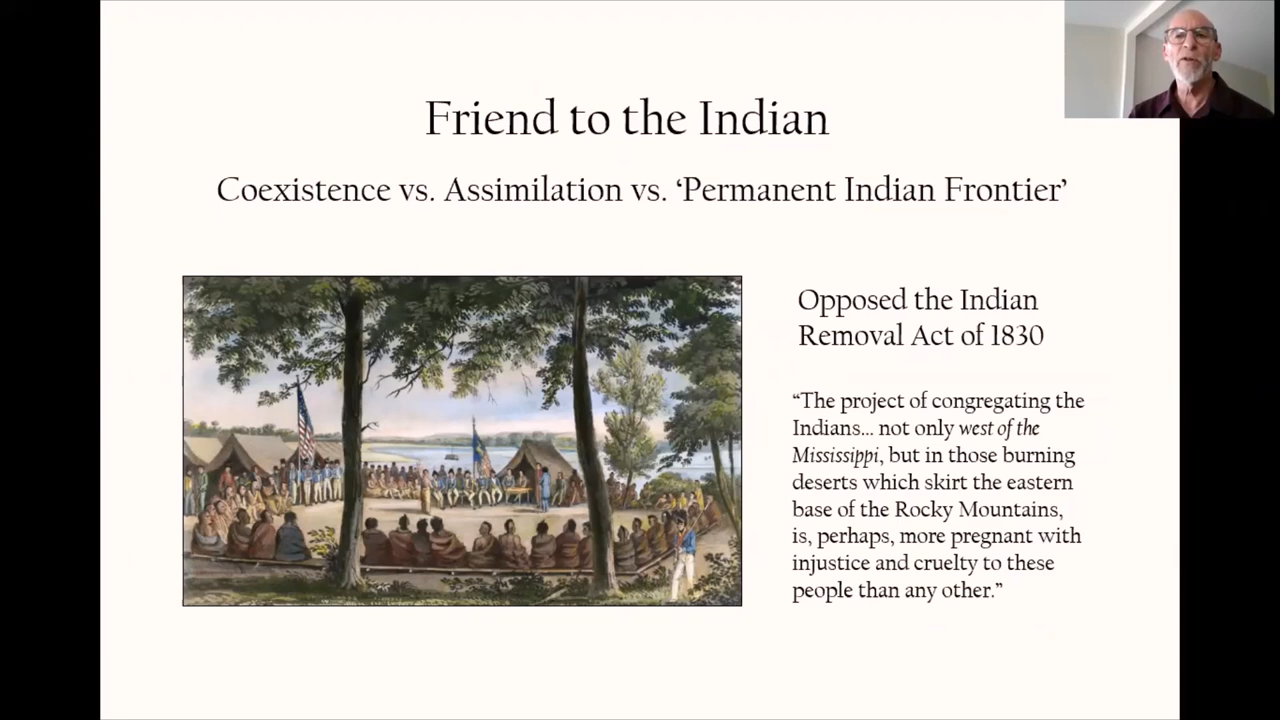 Friend to the Indian
Coexistence vs. Assimilation vs. ‘Permanent Indian Frontier’
Opposed the Indian
Removal Act of 1830
“The project of congregating the
Indians... not only west of the
Mississippi, but in those burning
deserts which skirt the eastern
base of the Rocky Mountains,
is, perhaps, more pregnant with
injustice and cruelty to these
people than any other.”